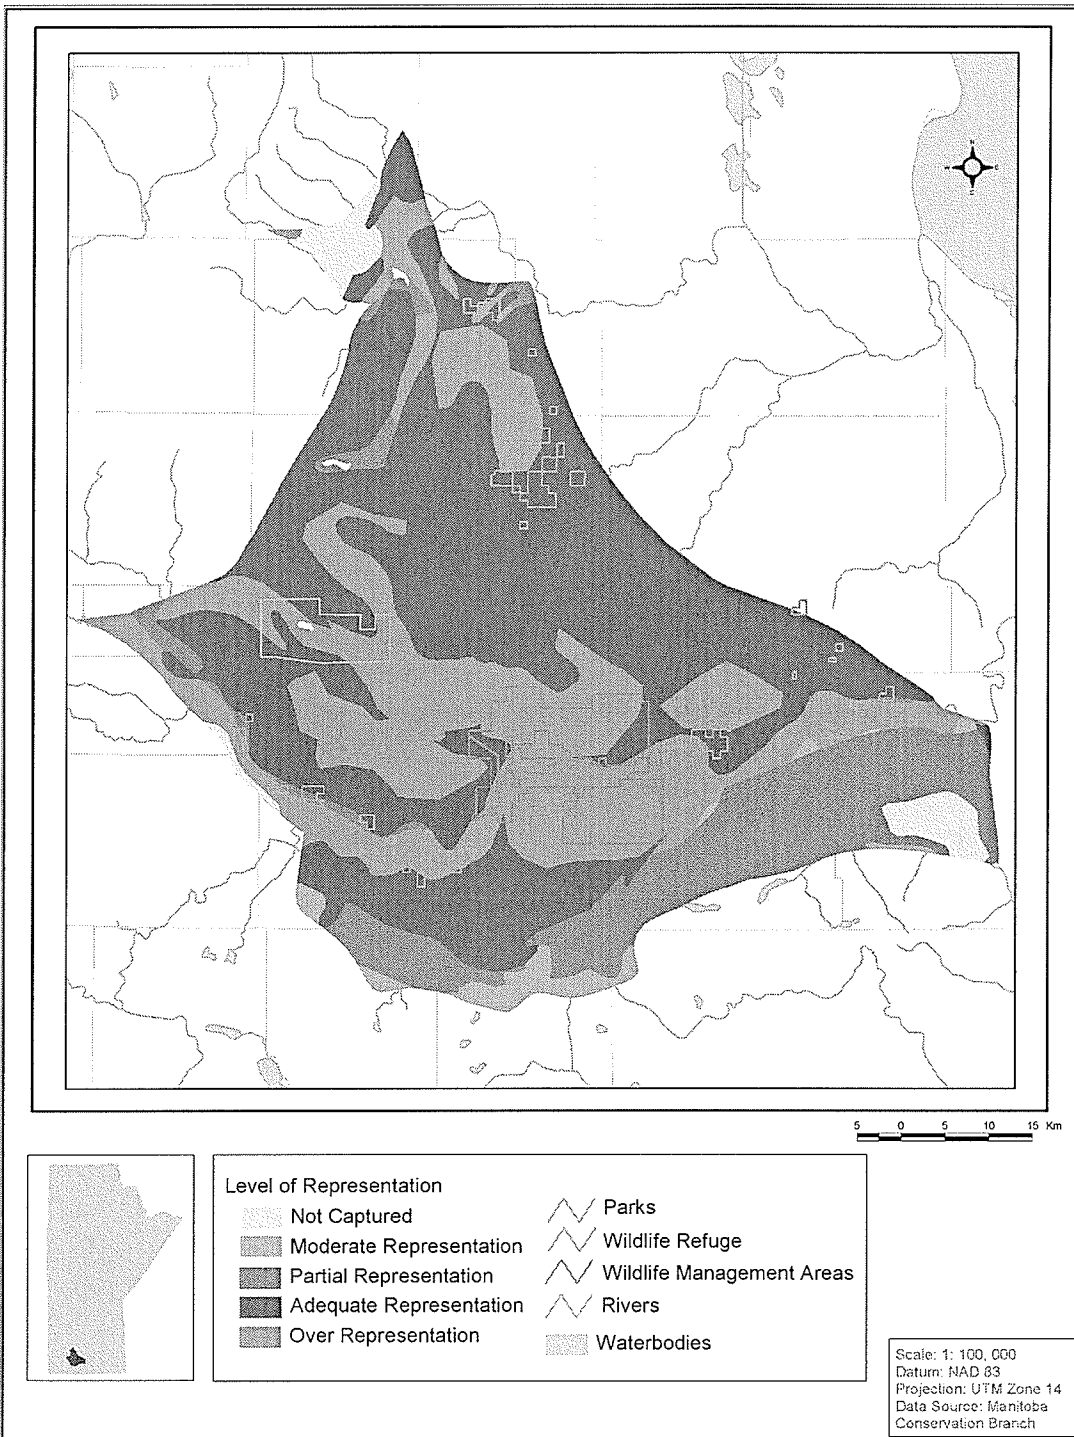 N
W
E
S
5 0 5 10 15 Km
Level of Representation
Not Captured
Moderate Representation
Partial Representation
Adequate Representation
Over Representation
Parks
Wildlife Refuge
Wildlife Management Areas
Rivers
Waterbodies
Scale: 1: 100, 000
Datum: NAD 83
Projection: UTM Zone 14
Data Source: Manitoba
Conservation Branch